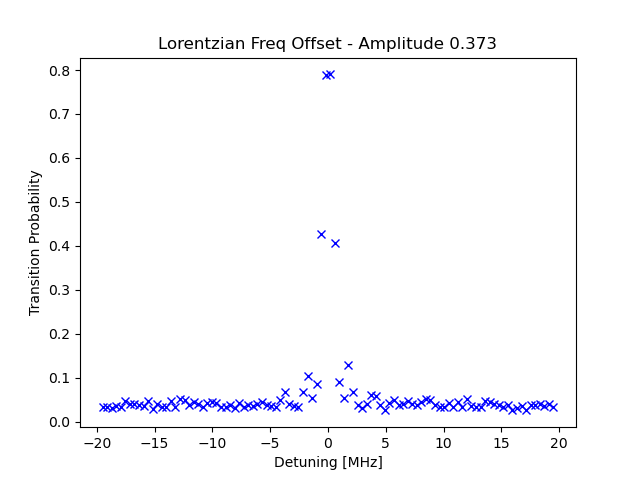 Lorentzian Freq Offset - Amplitude 0.373
0.8
0.7
0.6
0.5
0.4
0.3
0.2
0.1
0.0
Transition Probability
−20 −15 −10 −5 0 5 10 15 20
Detuning [MHz]